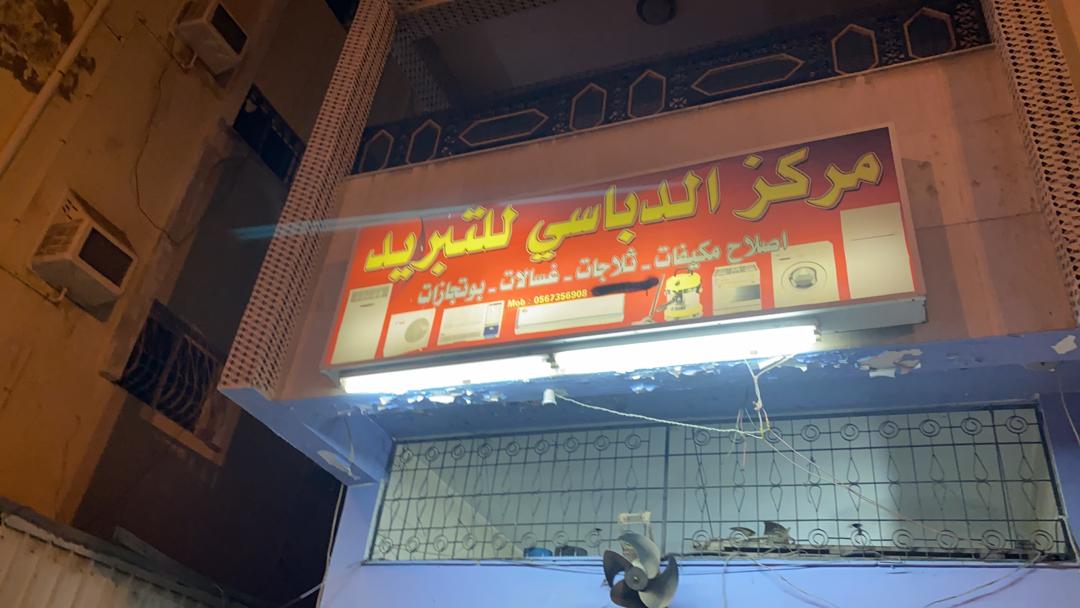 مركز الدباسي للتبريد
اصلاح مكيفات - ثلاجات - غسالات - بوتجازات
Mob : 0567356908